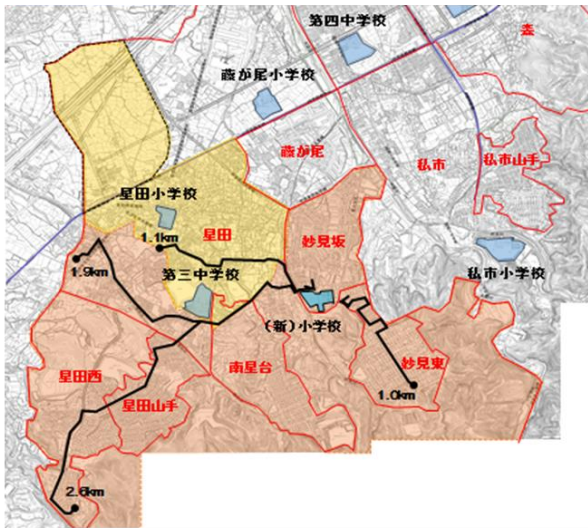 第四中学校
森
藤が尾小学校
藤が尾
私市
私市山手
星田小学校
1.1km
星田
妙見坂
私市小学校
1.9km
第三中学校
(新)小学校
星田西
南星台
妙見東
1.0km
星田山手
2.6km